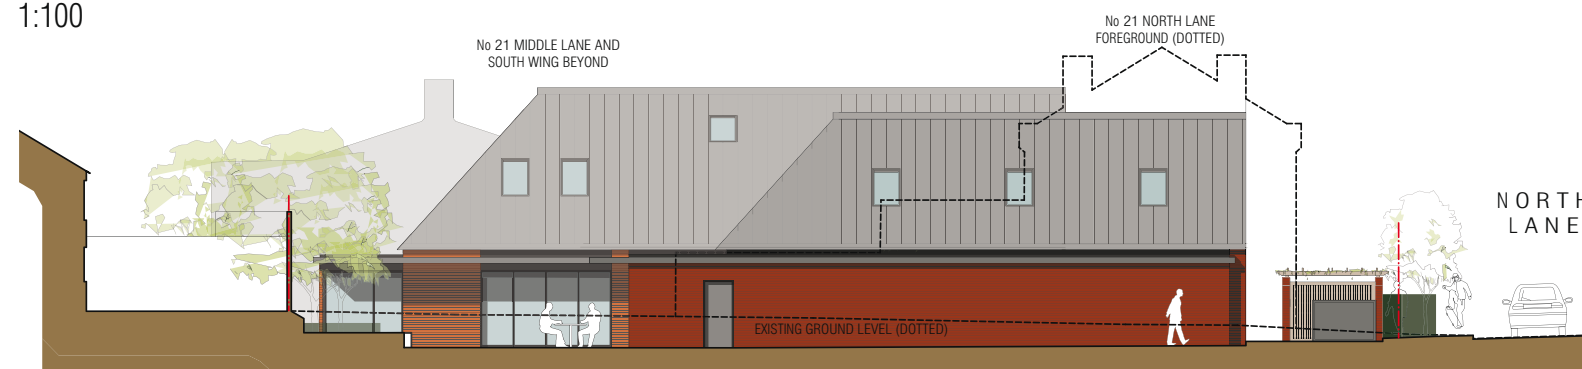 1:100
No 21 MIDDLE LANE AND
SOUTH WING BEYOND
No 21 NORTH LANE
FOREGROUND (DOTTED)
NORTH
LANE
EXISTING GROUND LEVEL (DOTTED)